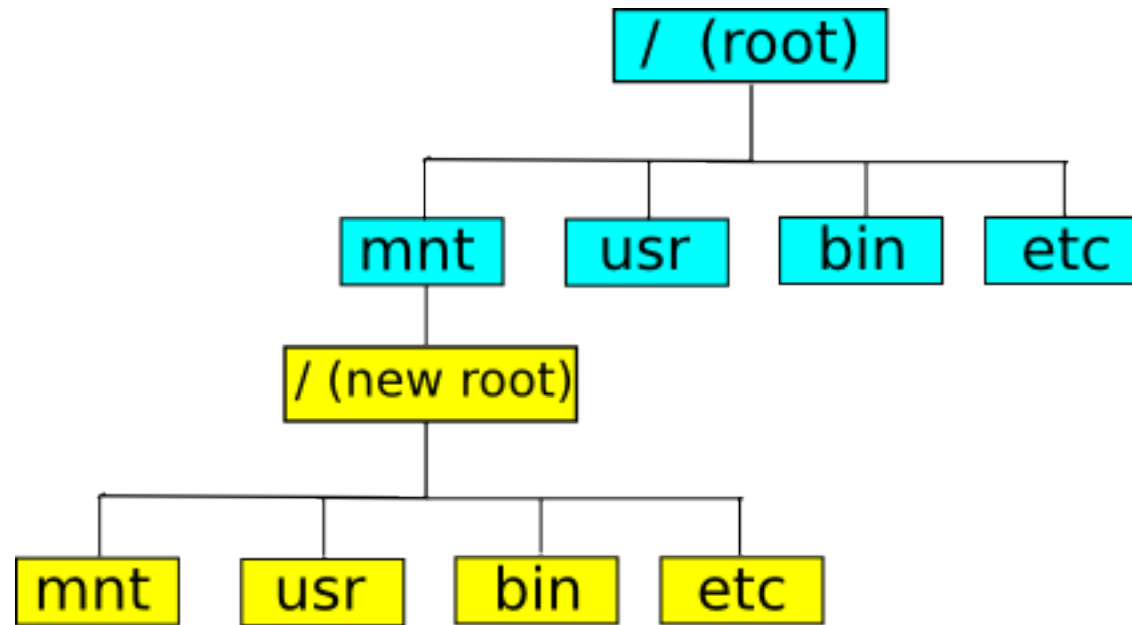 / (root)
mnt usr bin etc
/ (new root)
mnt usr bin etc